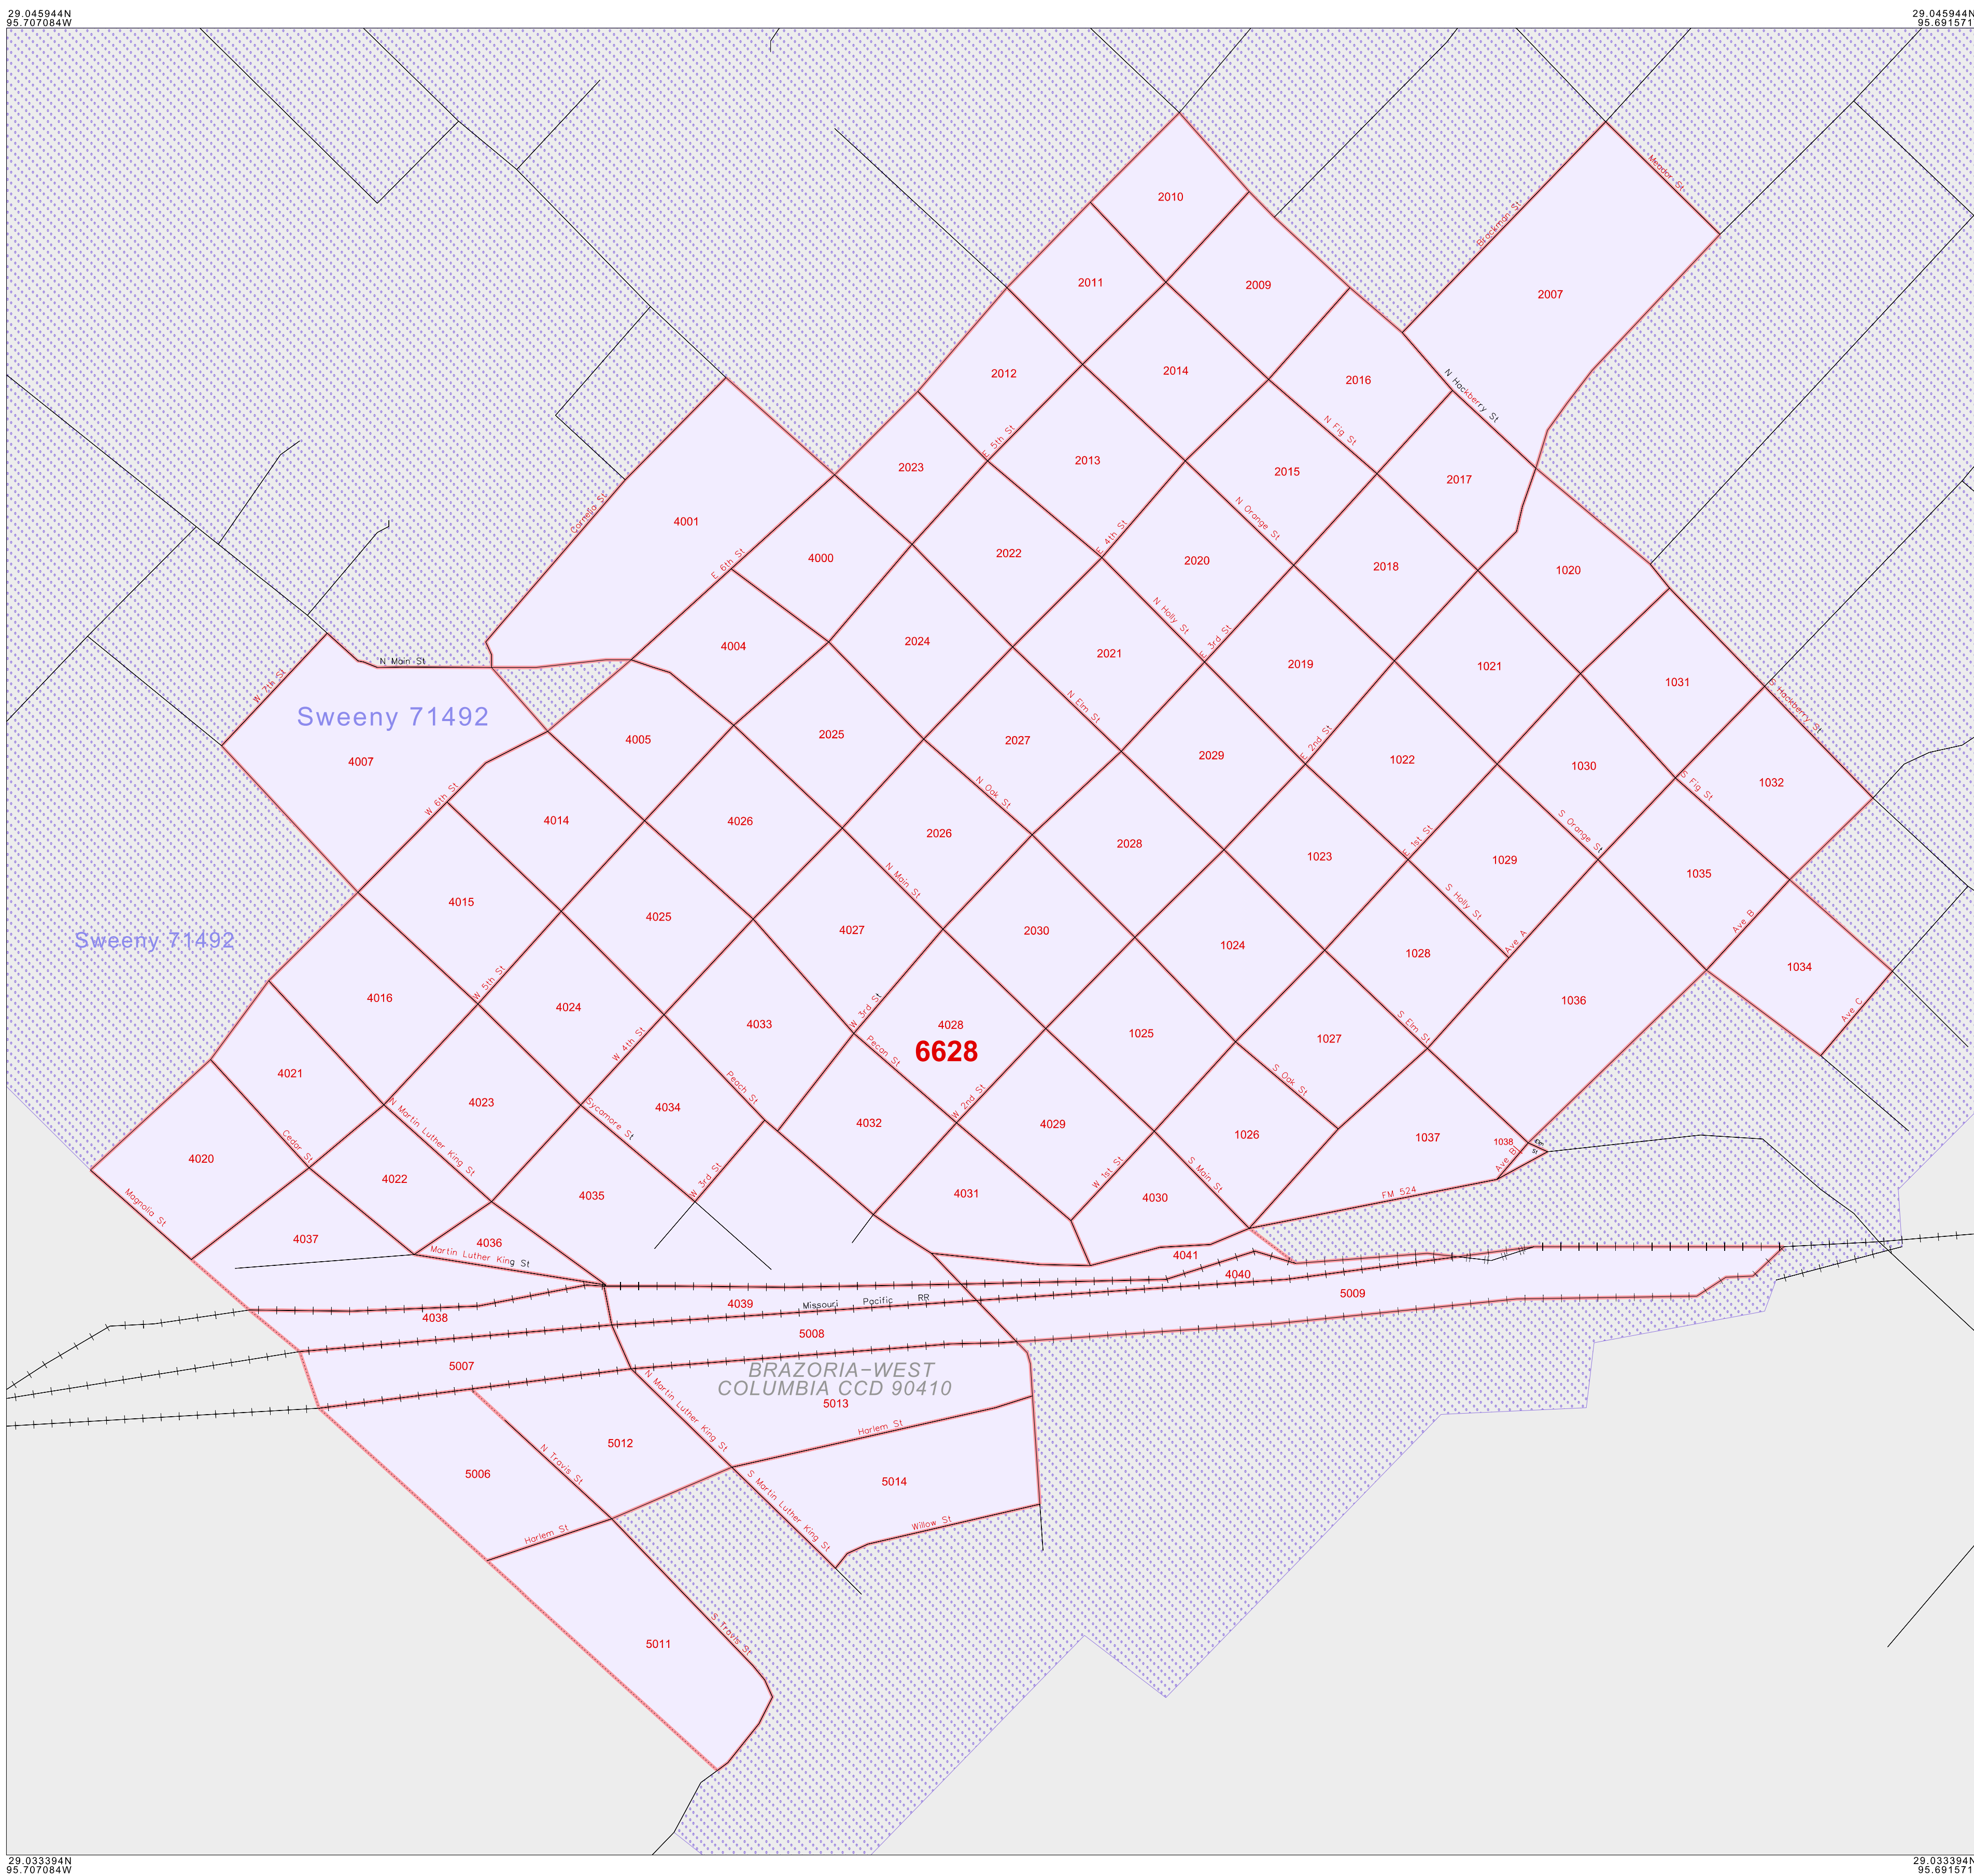 29.045944N
95.707084W
29.045944N
95.691571
Meador St
2010
Brockman St
2011
2009
2007
2012
2014
2016
N Hackberry St
N Fig St
E 5th St
2023
2013
2015
2017
Cornelia St
4001
N Orange St
E 4th St
4000
2022
2020
2018
1020
E 6th St
N Holly St
4004
2024
2021
E 3rd St
2019
1021
N Main St
W 7th St
1031
S Hackberry St
Sweeny 71492
N Elm St
4005
2025
2027
2029
E 2nd St
1022
1030
4007
1032
S Fig St
W 6th St
N Oak St
4014
4026
2026
2028
1023
E 1st St
S Orange St
1029
1035
N Main St
4015
4025
4027
2030
1024
S Holly St
1028
Ave A
Ave B
Sweeny 71492
1034
4016
W 5th St
4024
4033
W 3rd St
4028
1025
1027
1036
Ave C
6628
W 4th St
Pecan St
S Elm St
4021
4023
Peach St
4034
4032
W 2nd St
4029
S Oak St
1026
1037
N Martin Luther King St
Sycamore St
Cedar St
1038
Elm
St
Ave B
4020
4022
W 3rd St
4035
4031
W 1st St
4030
S Main St
FM 524
Magnolia St
4037
4036
Martin Luther King St
4041
4040
4039
Missouri Pacific RR
5009
4038
5008
5007
BRAZORIA-WEST
COLUMBIA CCD 90410
5013
N Martin Luther King St
Harlem St
5012
N Travis St
5006
5014
S Martin Luther King St
Harlem St
Willow St
5011
S Travis St
29.033394N
95.707084W
29.033394N
95.691571